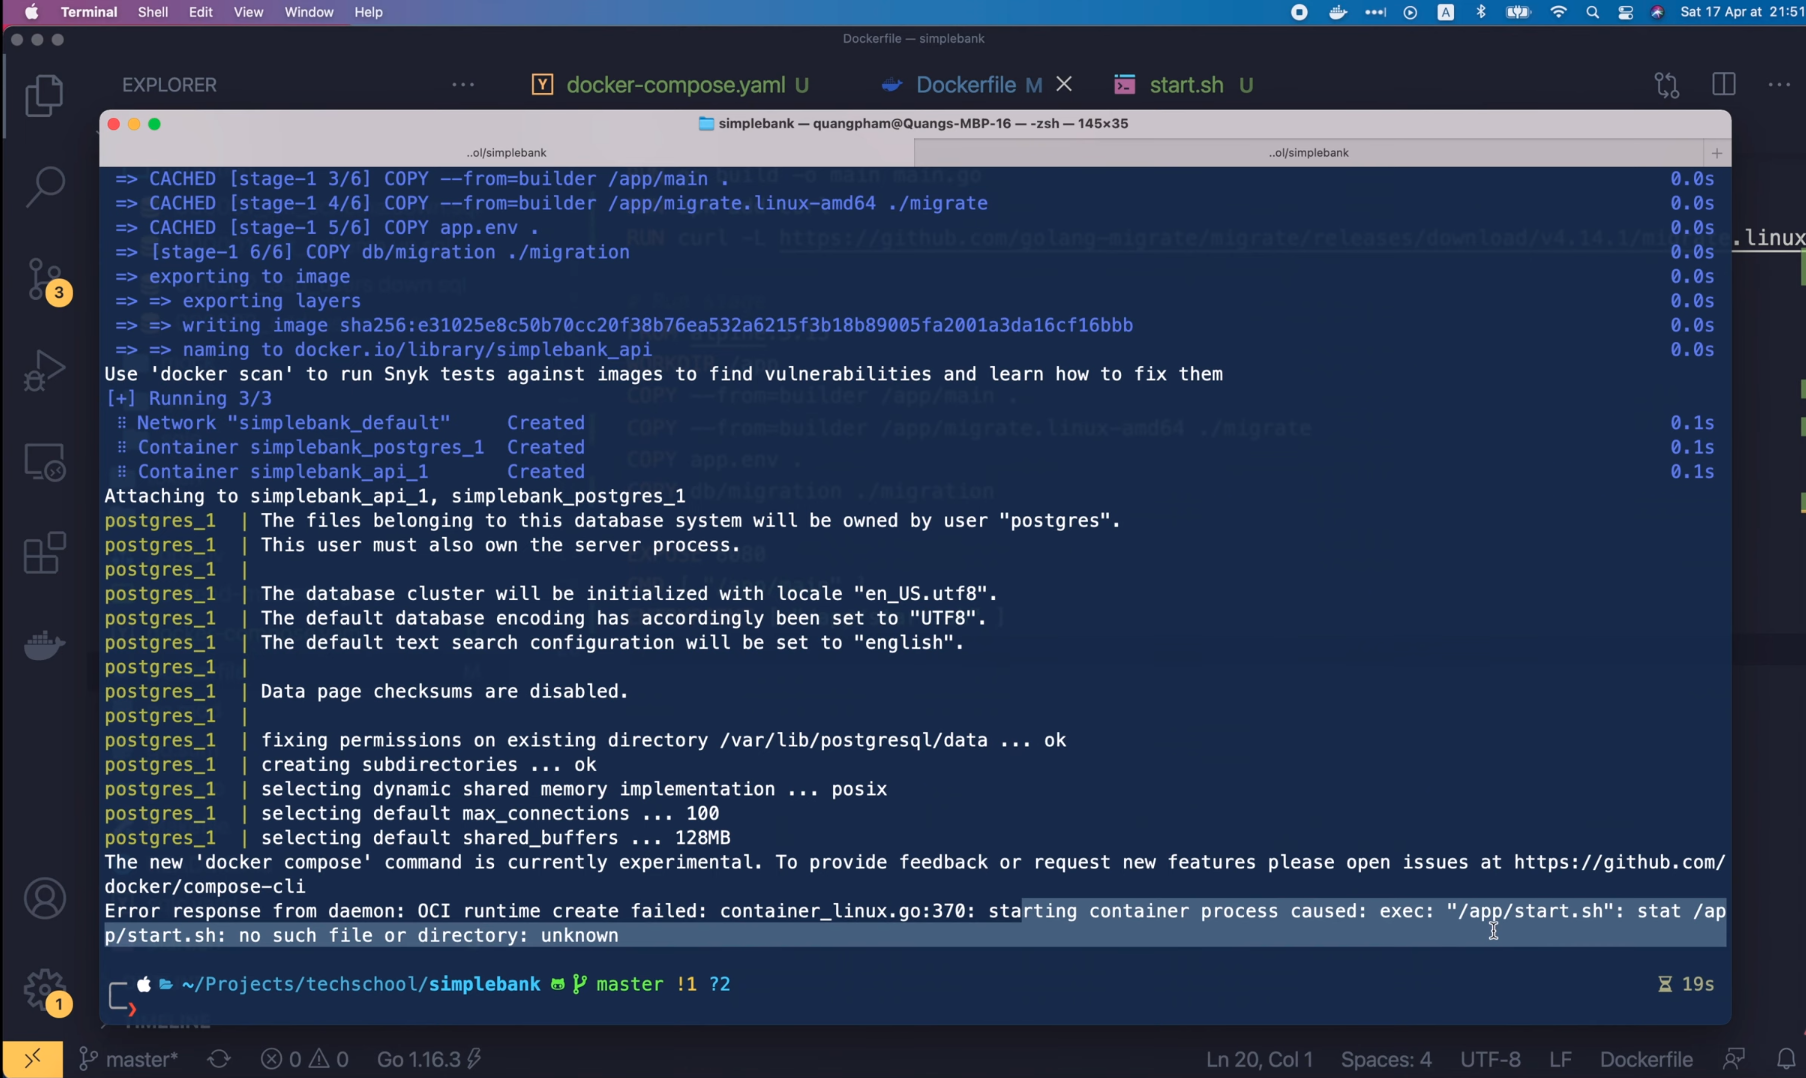 Terminal Shell Edit View Window Help A Sat 17 Apr at 21:51
Dockerfile — simplebank
EXPLORER ··· docker-compose.yaml U Dockerfile M start.sh U
simplebank — quangpham@Quangs-MBP-16 — -zsh — 145×35
..ol/simplebank ..ol/simplebank +
=> CACHED [stage-1 3/6] COPY --from=builder /app/main . 0.0s
=> CACHED [stage-1 4/6] COPY --from=builder /app/migrate.linux-amd64 ./migrate 0.0s
=> CACHED [stage-1 5/6] COPY app.env . 0.0s
.linux
=> [stage-1 6/6] COPY db/migration ./migration 0.0s
=> exporting to image 0.0s
=> => exporting layers 0.0s
=> => writing image sha256:e31025e8c50b70cc20f38b76ea532a6215f3b18b89005fa2001a3da16cf16bbb 0.0s
=> => naming to docker.io/library/simplebank_api 0.0s
Use 'docker scan' to run Snyk tests against images to find vulnerabilities and learn how to fix them
[+] Running 3/3
⠿ Network "simplebank_default" Created 0.1s
⠿ Container simplebank_postgres_1 Created 0.1s
⠿ Container simplebank_api_1 Created 0.1s
Attaching to simplebank_api_1, simplebank_postgres_1
postgres_1 | The files belonging to this database system will be owned by user "postgres".
postgres_1 | This user must also own the server process.
postgres_1 |
postgres_1 | The database cluster will be initialized with locale "en_US.utf8".
postgres_1 | The default database encoding has accordingly been set to "UTF8".
postgres_1 | The default text search configuration will be set to "english".
postgres_1 |
postgres_1 | Data page checksums are disabled.
postgres_1 |
postgres_1 | fixing permissions on existing directory /var/lib/postgresql/data ... ok
postgres_1 | creating subdirectories ... ok
postgres_1 | selecting dynamic shared memory implementation ... posix
postgres_1 | selecting default max_connections ... 100
postgres_1 | selecting default shared_buffers ... 128MB
The new 'docker compose' command is currently experimental. To provide feedback or request new features please open issues at https://github.com/
docker/compose-cli
Error response from daemon: OCI runtime create failed: container_linux.go:370: starting container process caused: exec: "/app/start.sh": stat /ap
p/start.sh: no such file or directory: unknown
~/Projects/techschool/simplebank master !1 ?2 19s
3
1
master* 0 0 Go 1.16.3 Ln 20, Col 1 Spaces: 4 UTF-8 LF Dockerfile